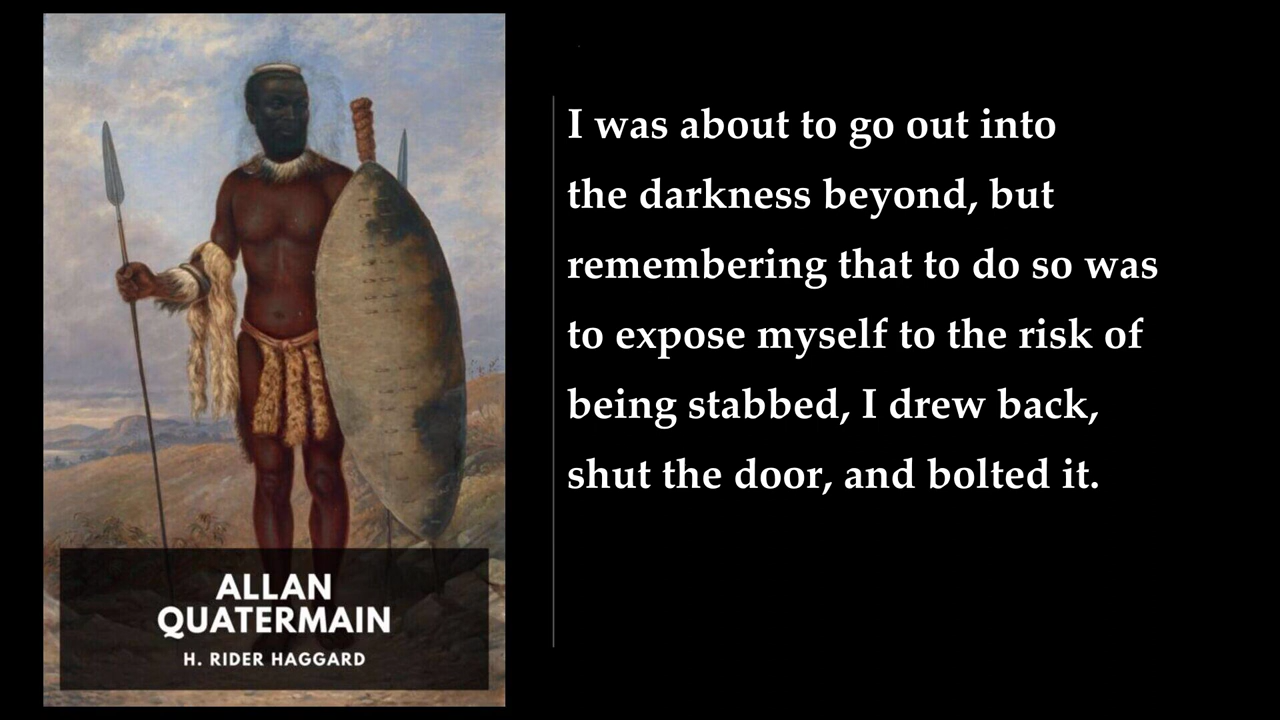 I was about to go out into
the darkness beyond, but
remembering that to do so was
to expose myself to the risk of
being stabbed, I drew back,
shut the door, and bolted it.
ALLAN
QUATERMAIN
H. RIDER HAGGARD